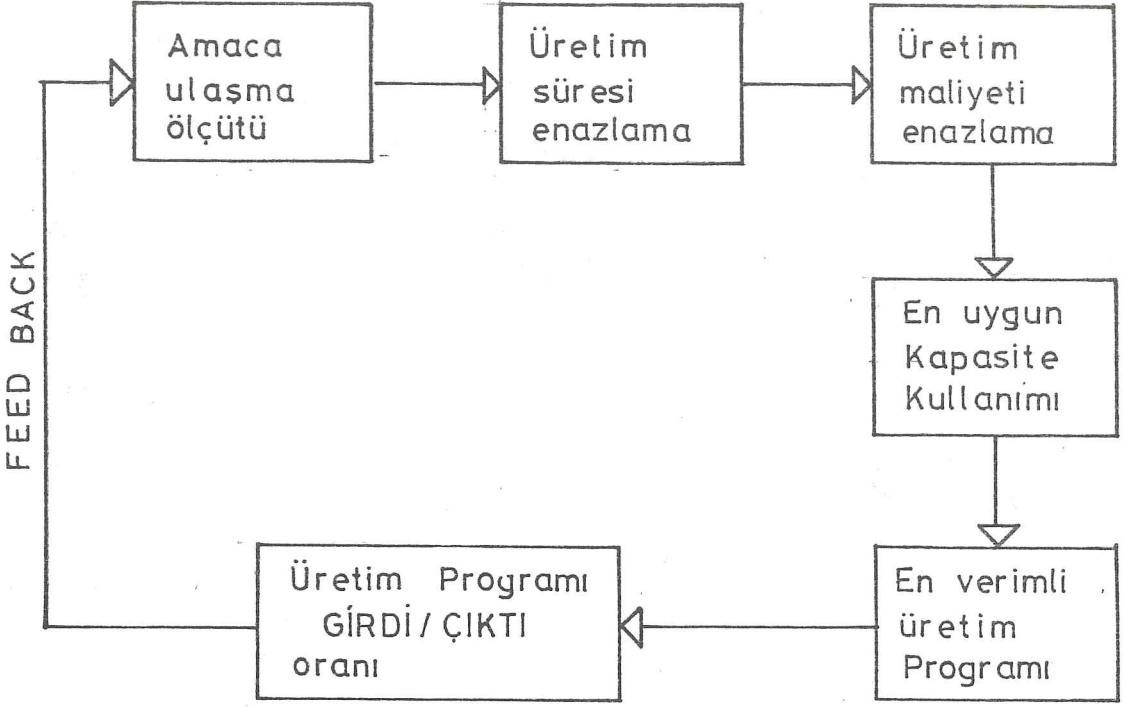 Amaca
ulaşma
ölçütü
Üretim
süresi
enazlama
Üretim
maliyeti
enazlama
En uygun
Kapasite
Kullanımı
En verimli
üretim
Programı
Üretim Programı
GİRDİ / ÇIKTI
oranı
FEED BACK